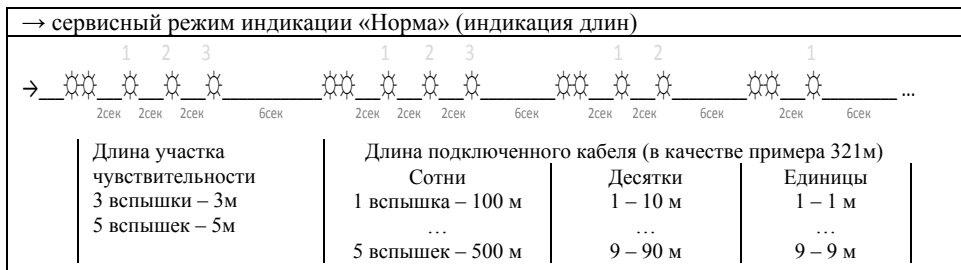 → сервисный режим индикации «Норма» (индикация длин)
1 2 3 1 2 3 1 2 1
→ ...
2сек 2сек 2сек 6сек 2сек 2сек 2сек 6сек 2сек 2сек 6сек 2сек 6сек
Длина участка
чувствительности
3 вспышки – 3м
5 вспышек – 5м
Длина подключенного кабеля (в качестве примера 321м)
Сотни
1 вспышка – 100 м
…
5 вспышек – 500 м
Десятки
1 – 10 м
…
9 – 90 м
Единицы
1 – 1 м
…
9 – 9 м